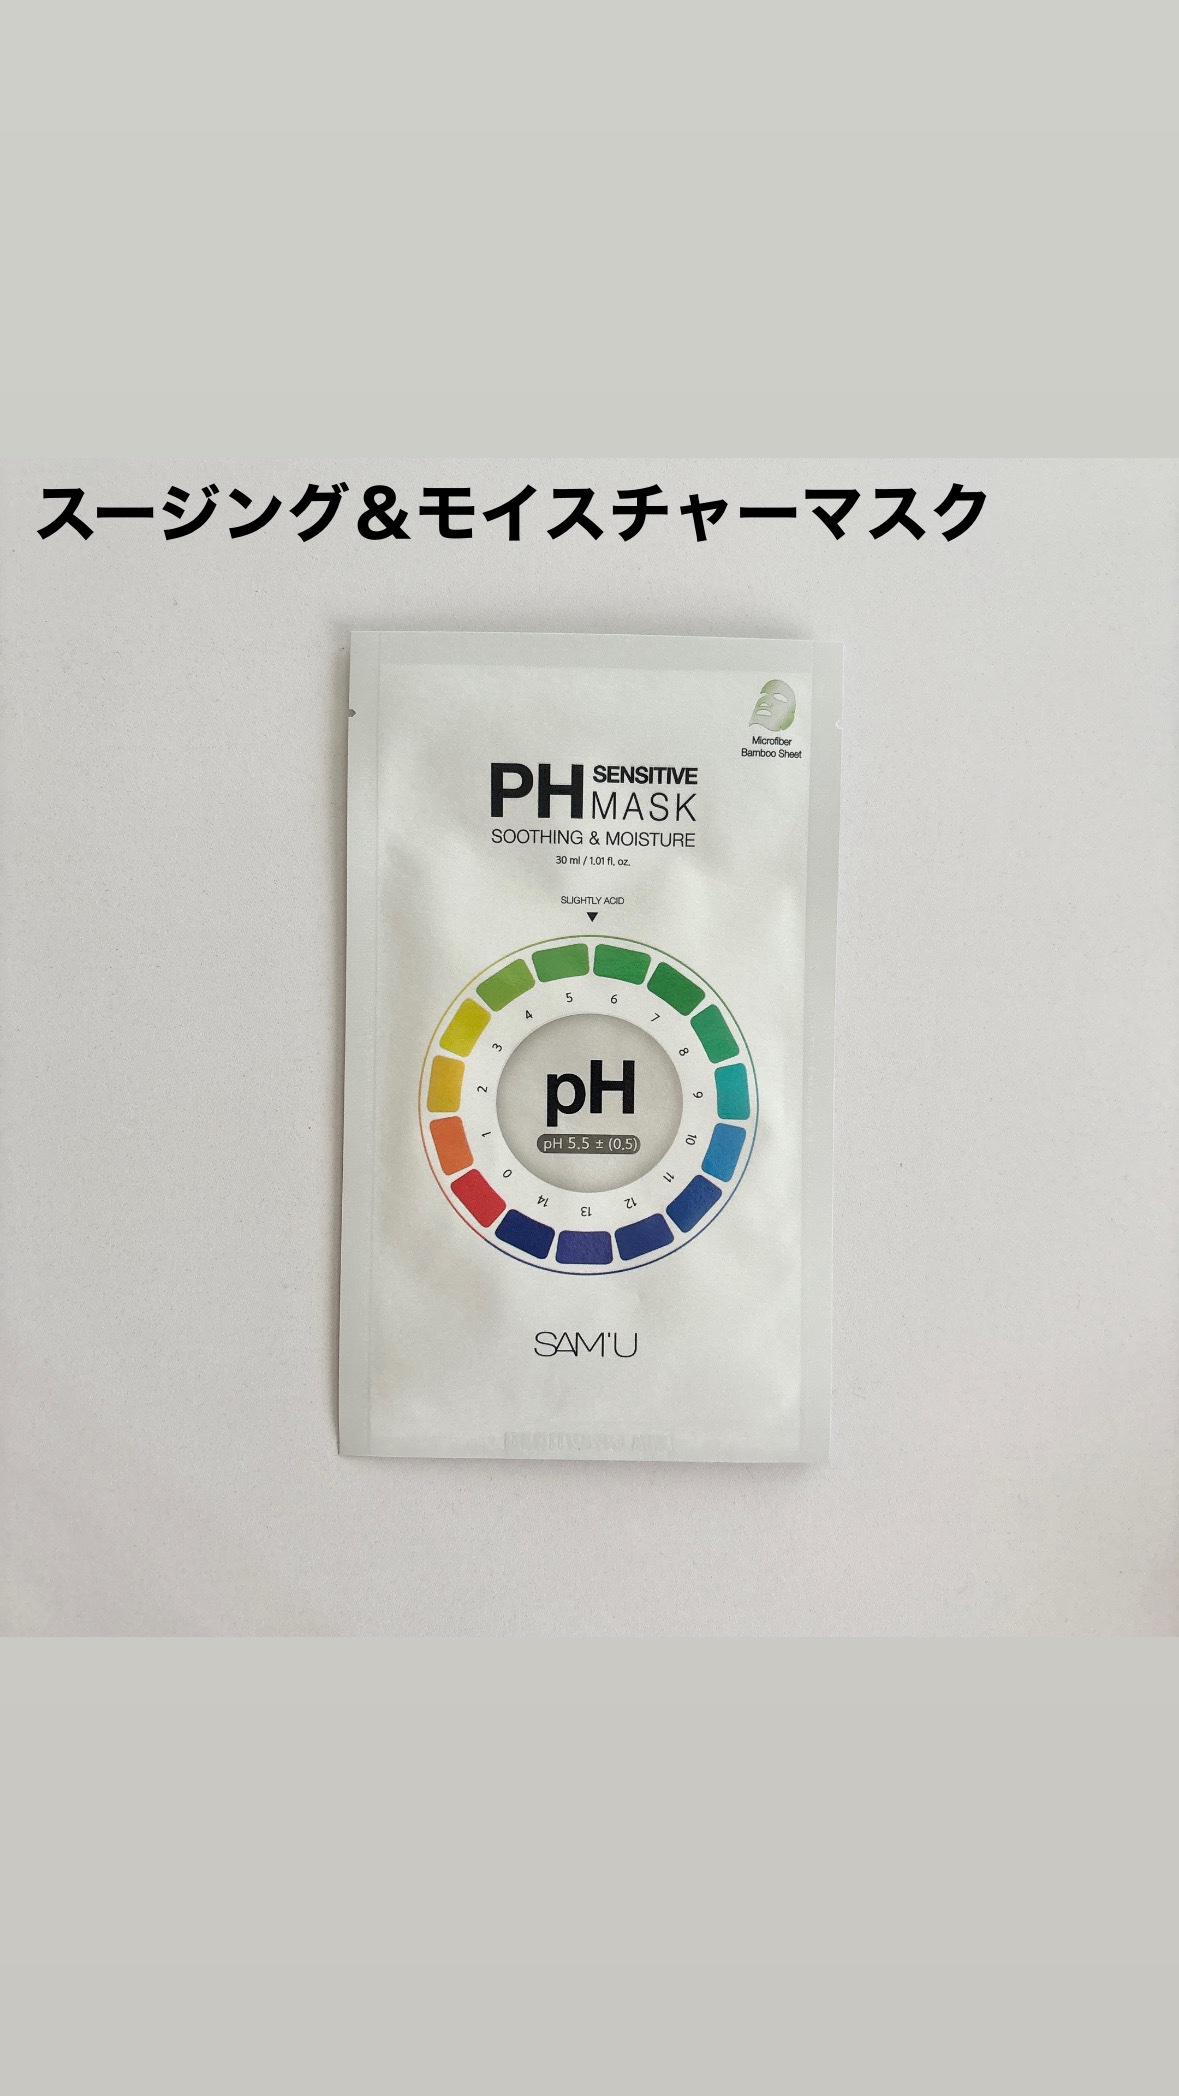 スージング＆モイスチャーマスク
Microfiber
Bamboo Sheet
PH SENSITIVE
MASK
SOOTHING & MOISTURE
30 ml / 1.01 fl. oz.
SLIGHTLY ACID
0 1 2 3 4 5 6 7 8 9 10 11 12 13 14
pH
pH 5.5 ± (0.5)
SAM'U